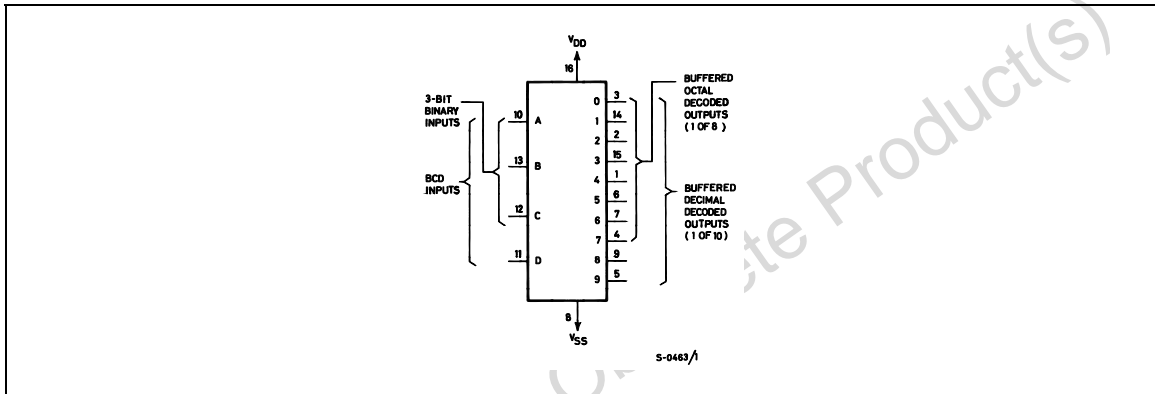 VDD
16
3-BIT
BINARY
INPUTS
BCD
INPUTS
10 A
13 B
12 C
11 D
0 3
1 14
2 2
3 15
4 1
5 6
6 7
7 4
8 9
9 5
BUFFERED
OCTAL
DECODED
OUTPUTS
(1 OF 8)
BUFFERED
DECIMAL
DECODED
OUTPUTS
(1 OF 10)
8
VSS
S-0463/1
ete Product(s)